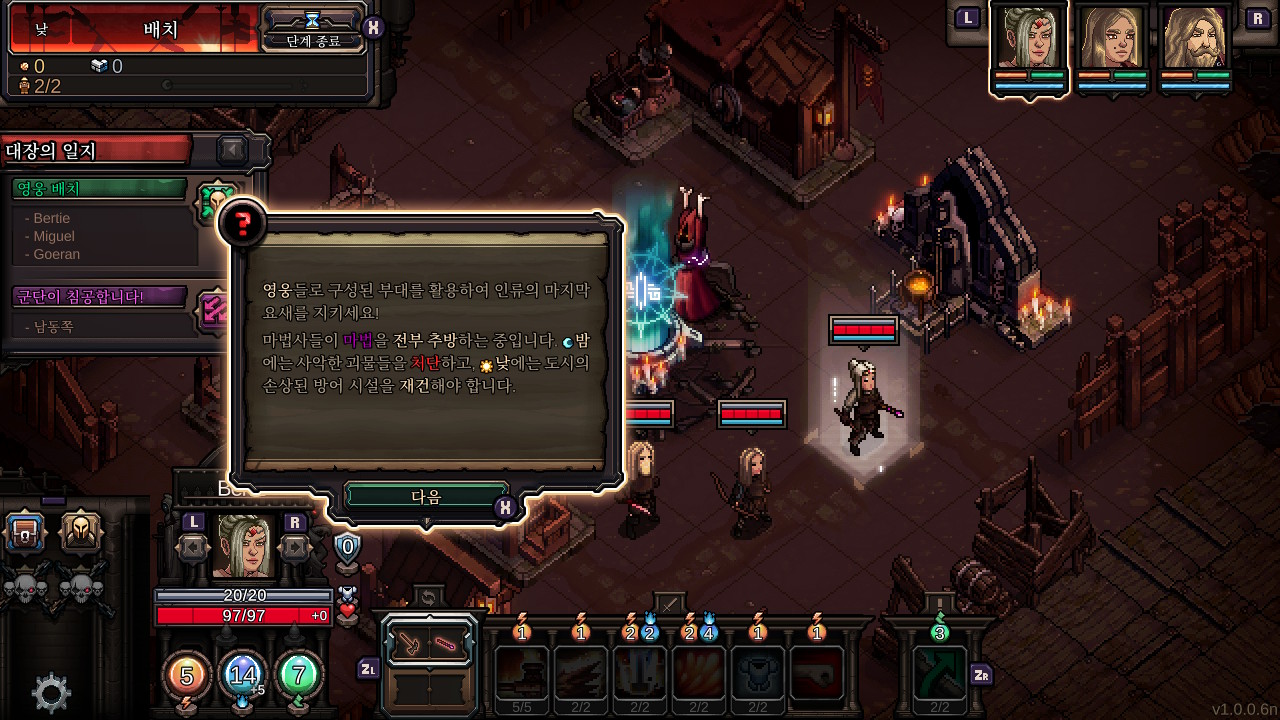 낮
배치
단계 종료
X
L
R
0
0
2/2
대장의 일지
영웅 배치
- Bertie
- Miguel
- Goeran
군단이 침공합니다!
- 남동쪽
?
영웅들로 구성된 부대를 활용하여 인류의 마지막
요새를 지키세요!
마법사들이 마법을 전부 추방하는 중입니다. 밤
에는 사악한 괴물들을 처단하고, 낮에는 도시의
손상된 방어 시설을 재건해야 합니다.
다음
X
L
R
0
20/20
97/97
+0
5
14
+5
7
ZL
1
1
2 2
2 4
1
1
3
5/5
2/2
2/2
2/2
2/2
2/2
ZR
v1.0.0.6n